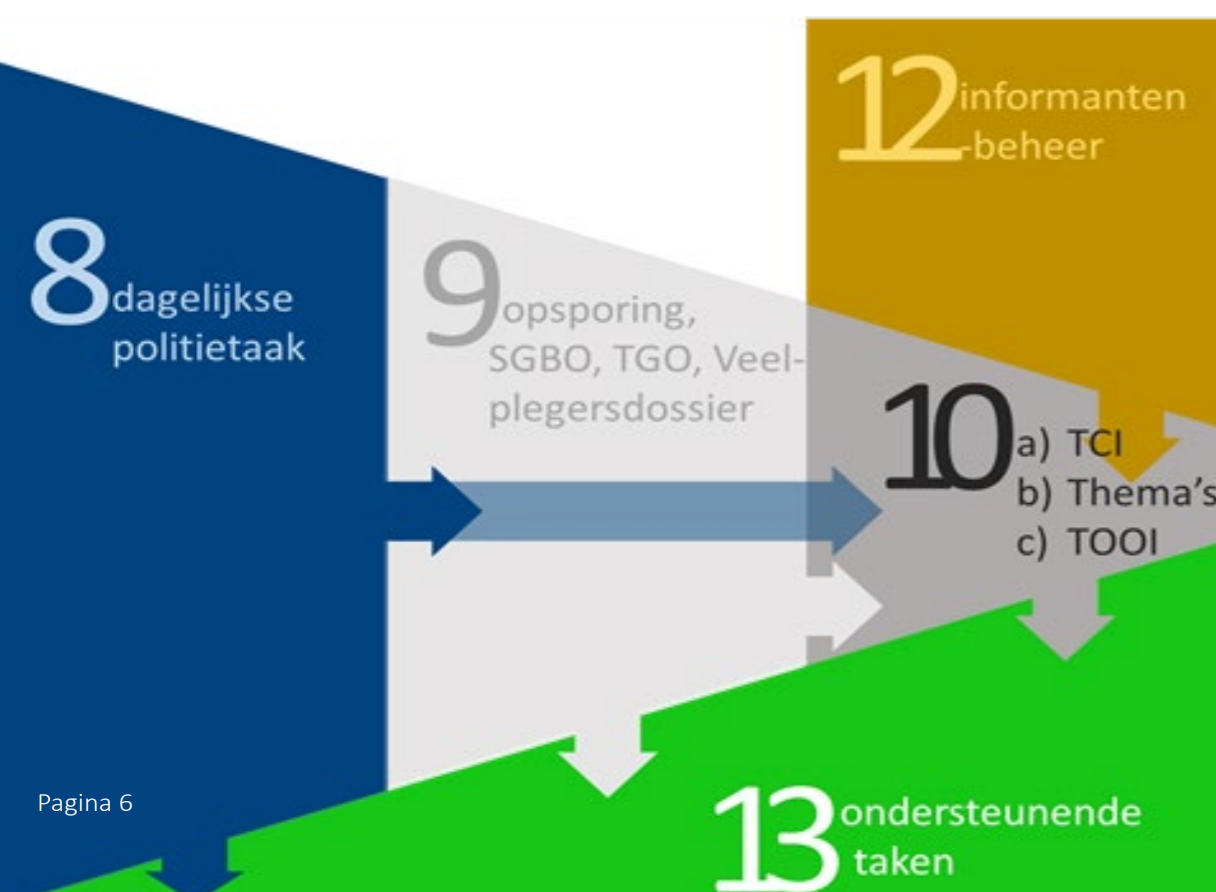 12 informanten
-beheer
8 dagelijkse
politietaak
9 opsporing,
SGBO, TGO, Veel-
plegersdossier
10 a) TCI
b) Thema's
c) TOOI
Pagina 6
13 ondersteunende
taken